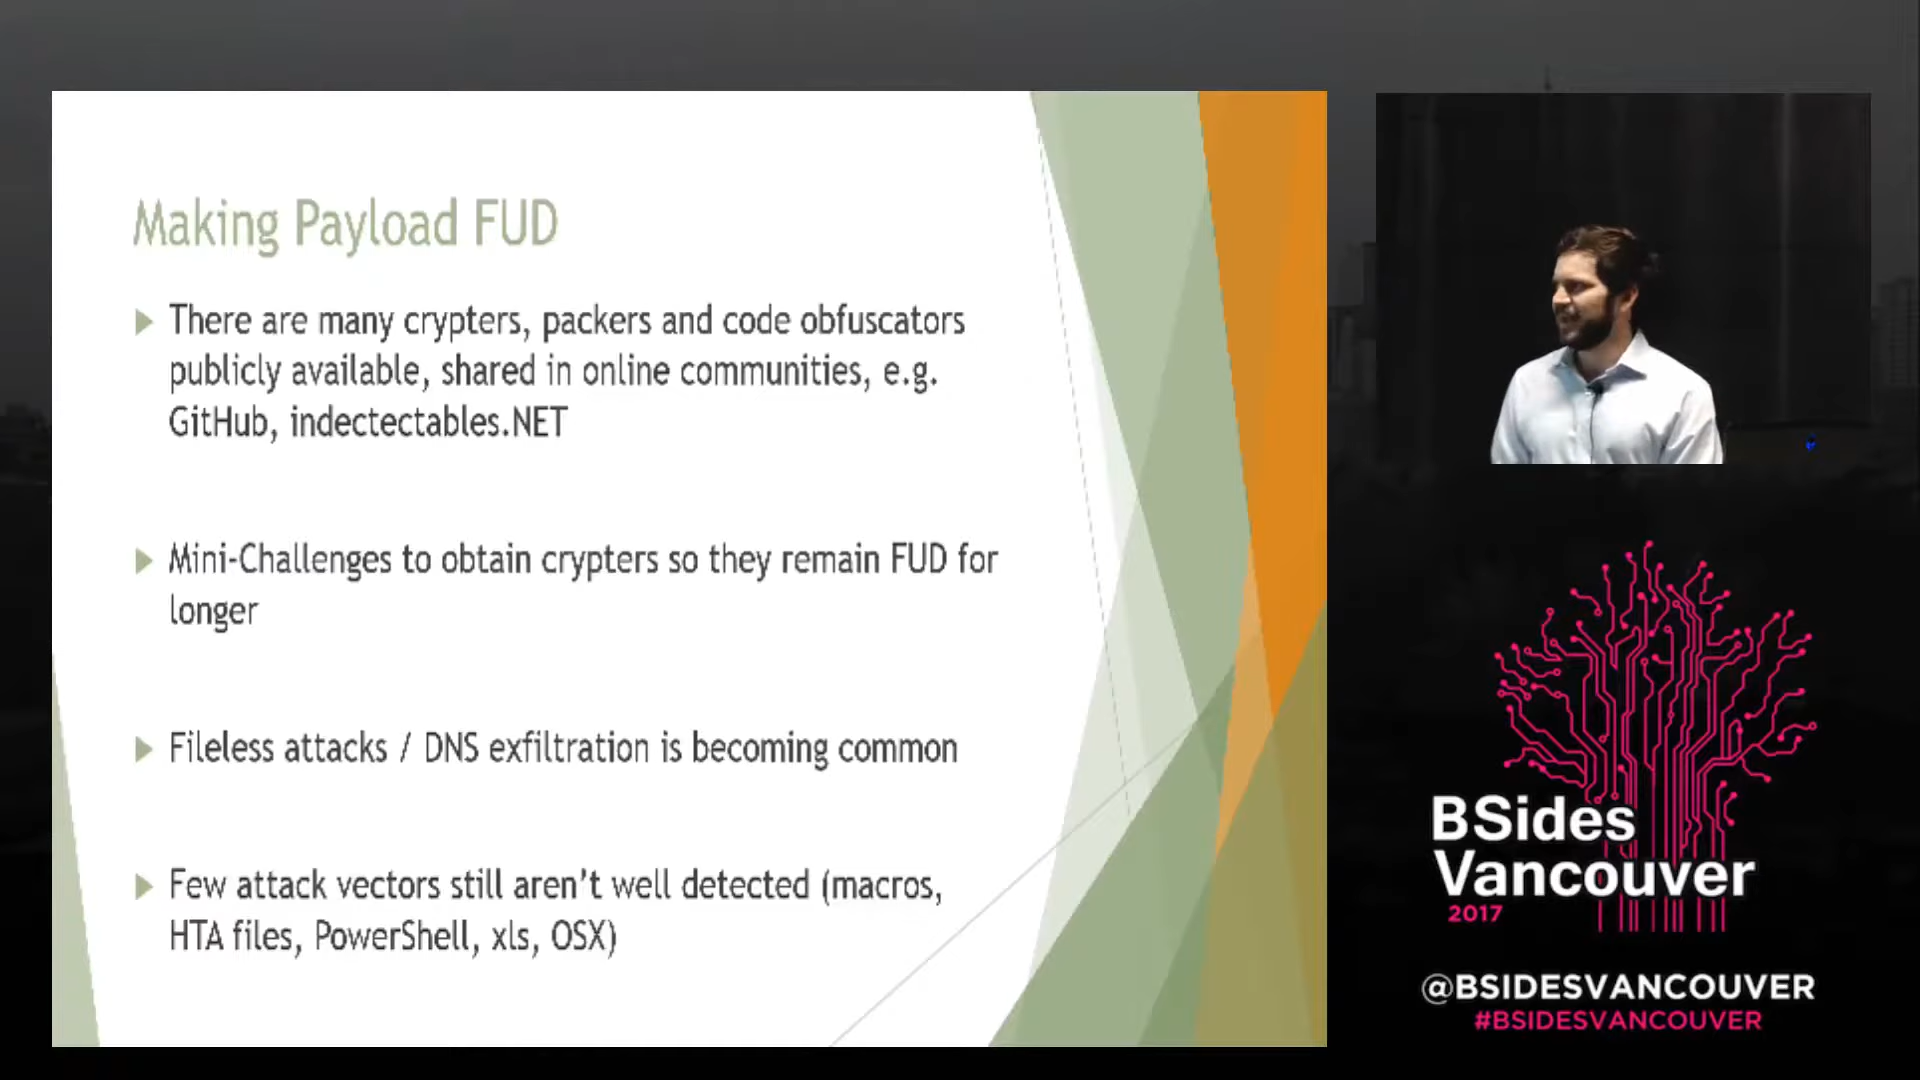 Making Payload FUD
There are many crypters, packers and code obfuscators
publicly available, shared in online communities, e.g.
GitHub, indectectables.NET
Mini-Challenges to obtain crypters so they remain FUD for
longer
Fileless attacks / DNS exfiltration is becoming common
Few attack vectors still aren't well detected (macros,
HTA files, PowerShell, xls, OSX)
BSides
Vancouver
2017
@BSIDESVANCOUVER
#BSIDESVANCOUVER